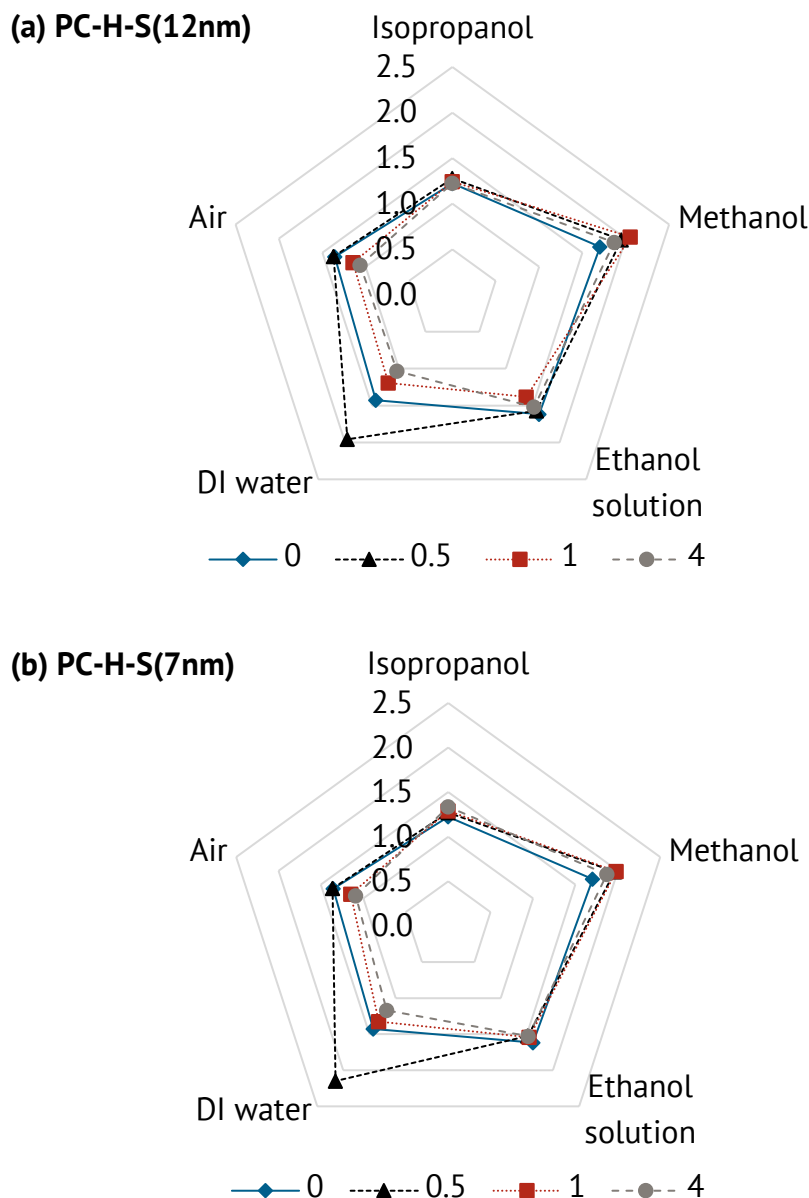 (a) PC-H-S(12nm)
Isopropanol
2.5
2.0
1.5
1.0
0.5
0.0
Air
Methanol
DI water
Ethanol
solution
0 0.5 1 4
(b) PC-H-S(7nm)
Isopropanol
2.5
2.0
1.5
1.0
0.5
0.0
Air
Methanol
DI water
Ethanol
solution
0 0.5 1 4